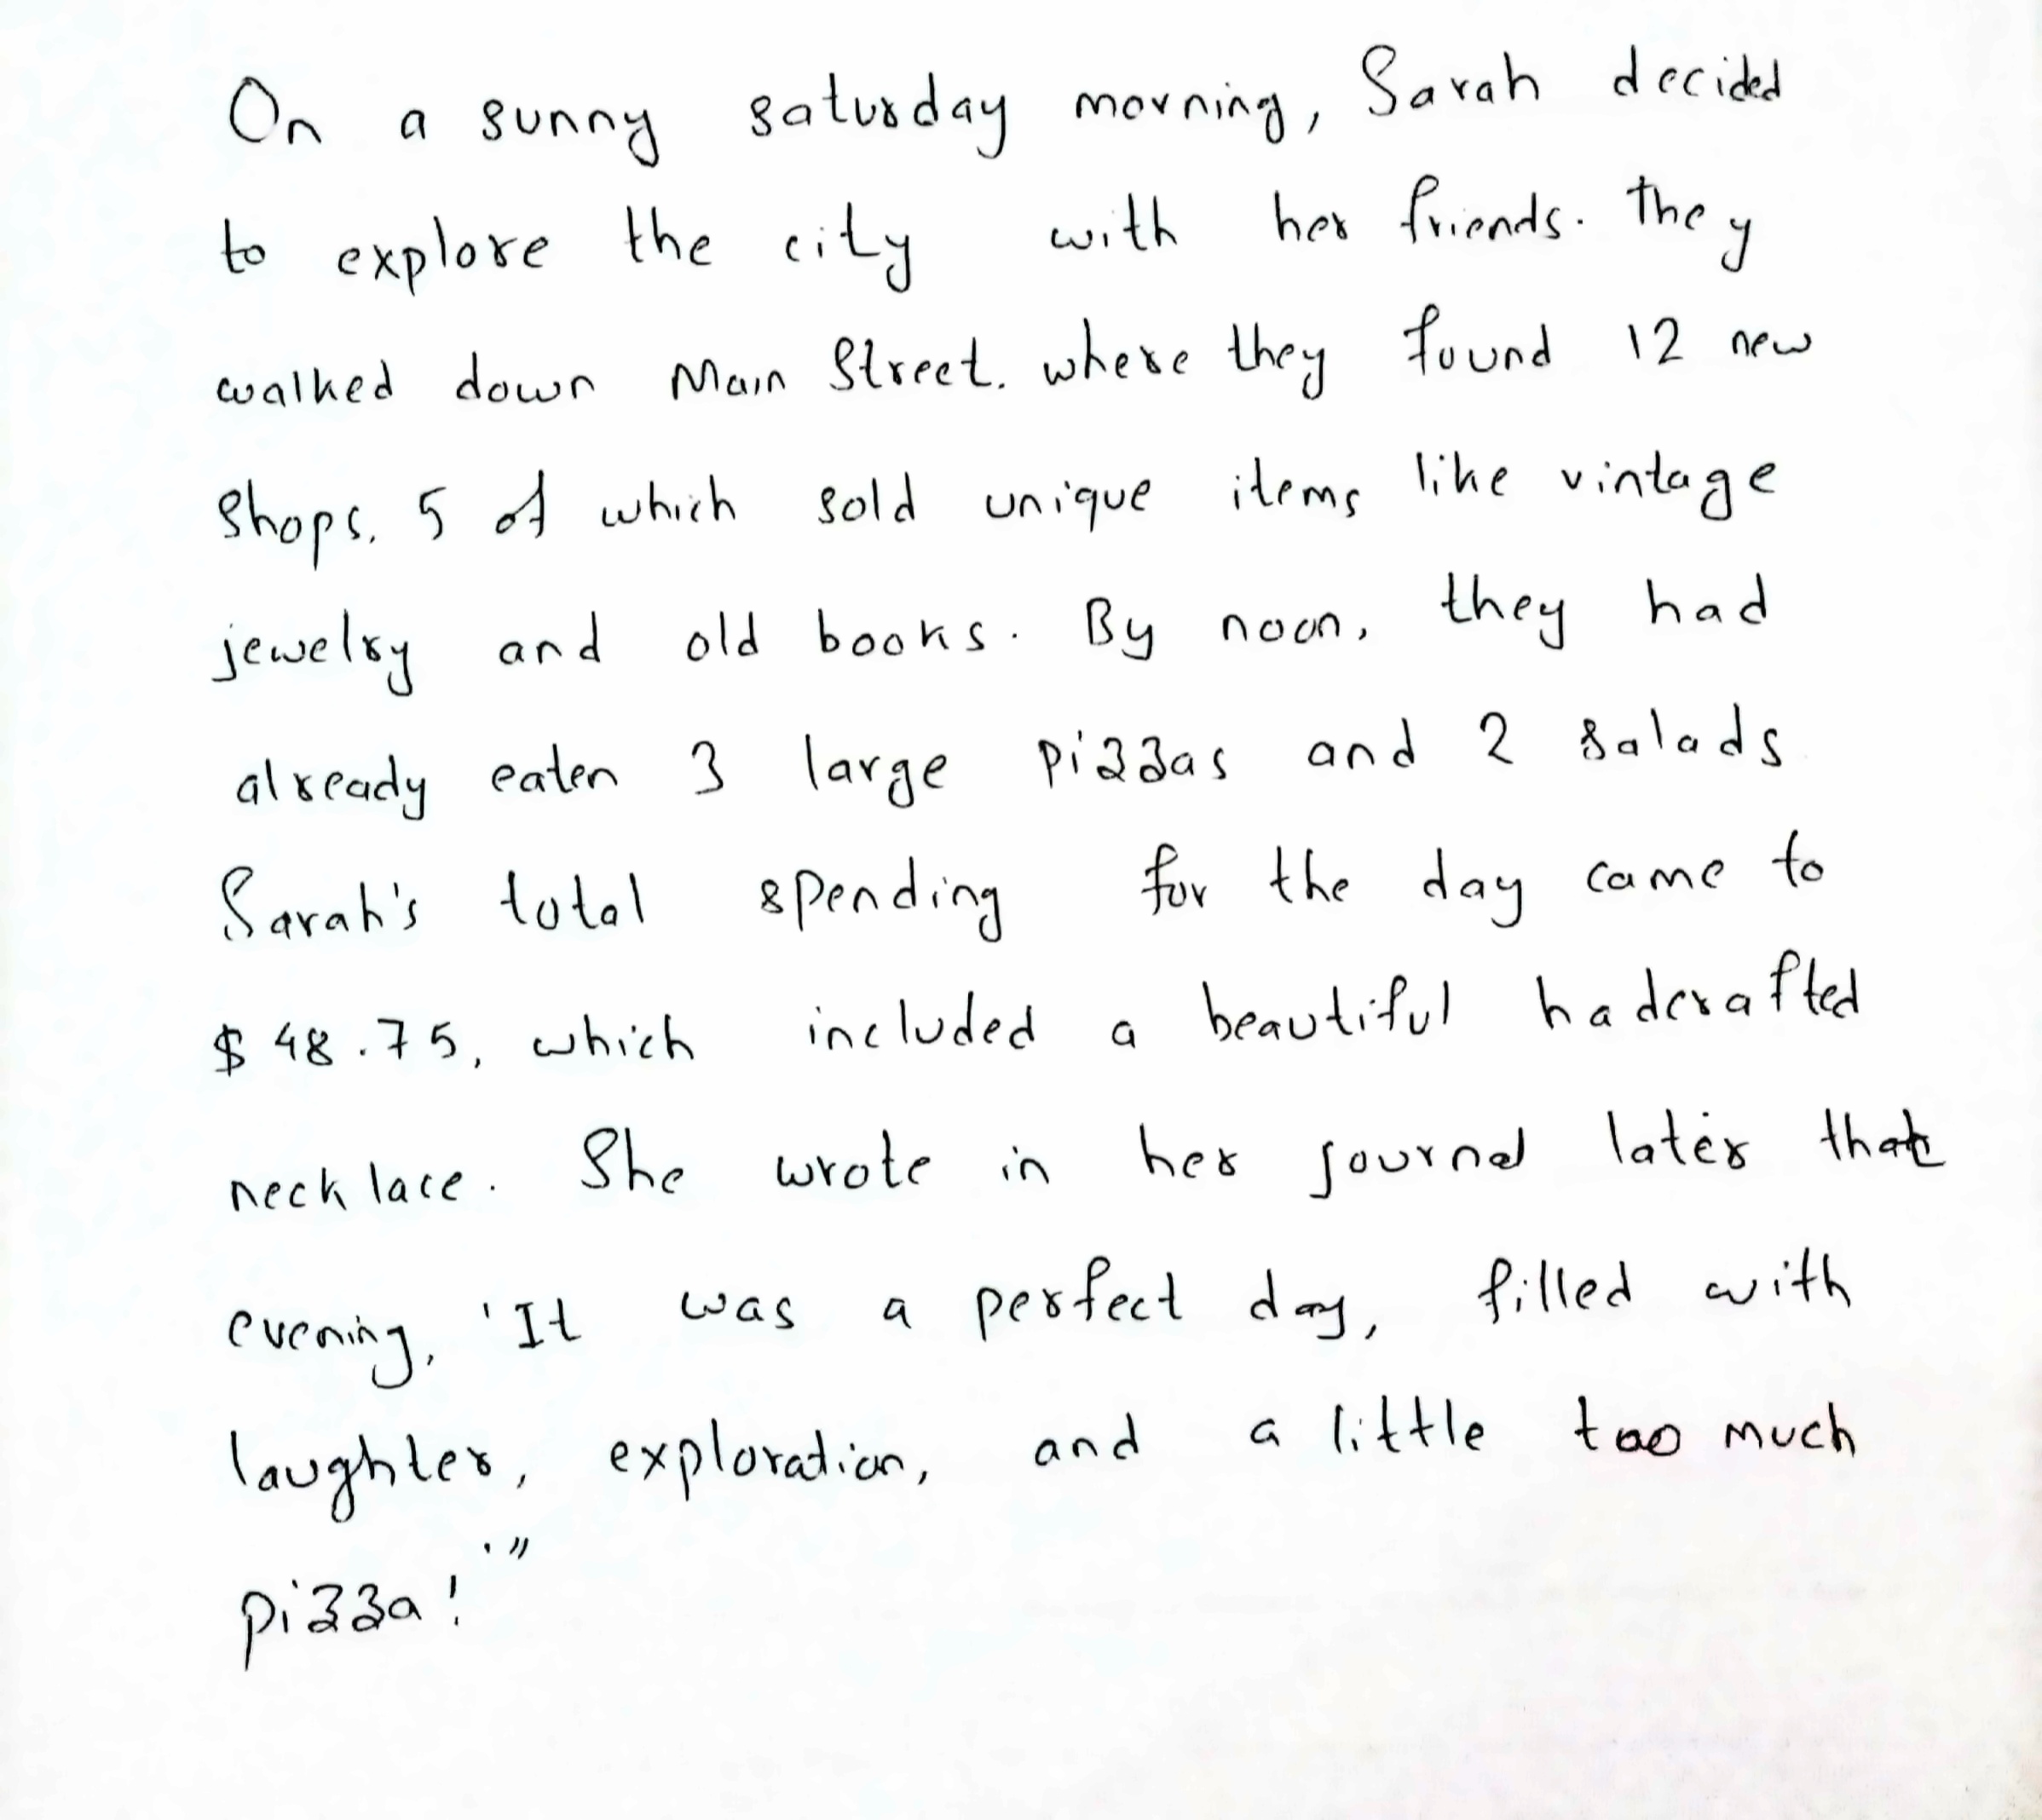 On a sunny saturday morning, Sarah decided
to explore the city with her friends. They
walked down Main Street. where they found 12 new
Shops, 5 of which sold unique items like vintage
jewelry and old books. By noon, they had
already eaten 3 large pizzas and 2 salads
Sarah's total spending for the day came to
$48.75, which included a beautiful hadcrafted
necklace. She wrote in her journal later that
evening, 'It was a perfect day, filled with
laughter, exploration, and a little too much
pizza!'"